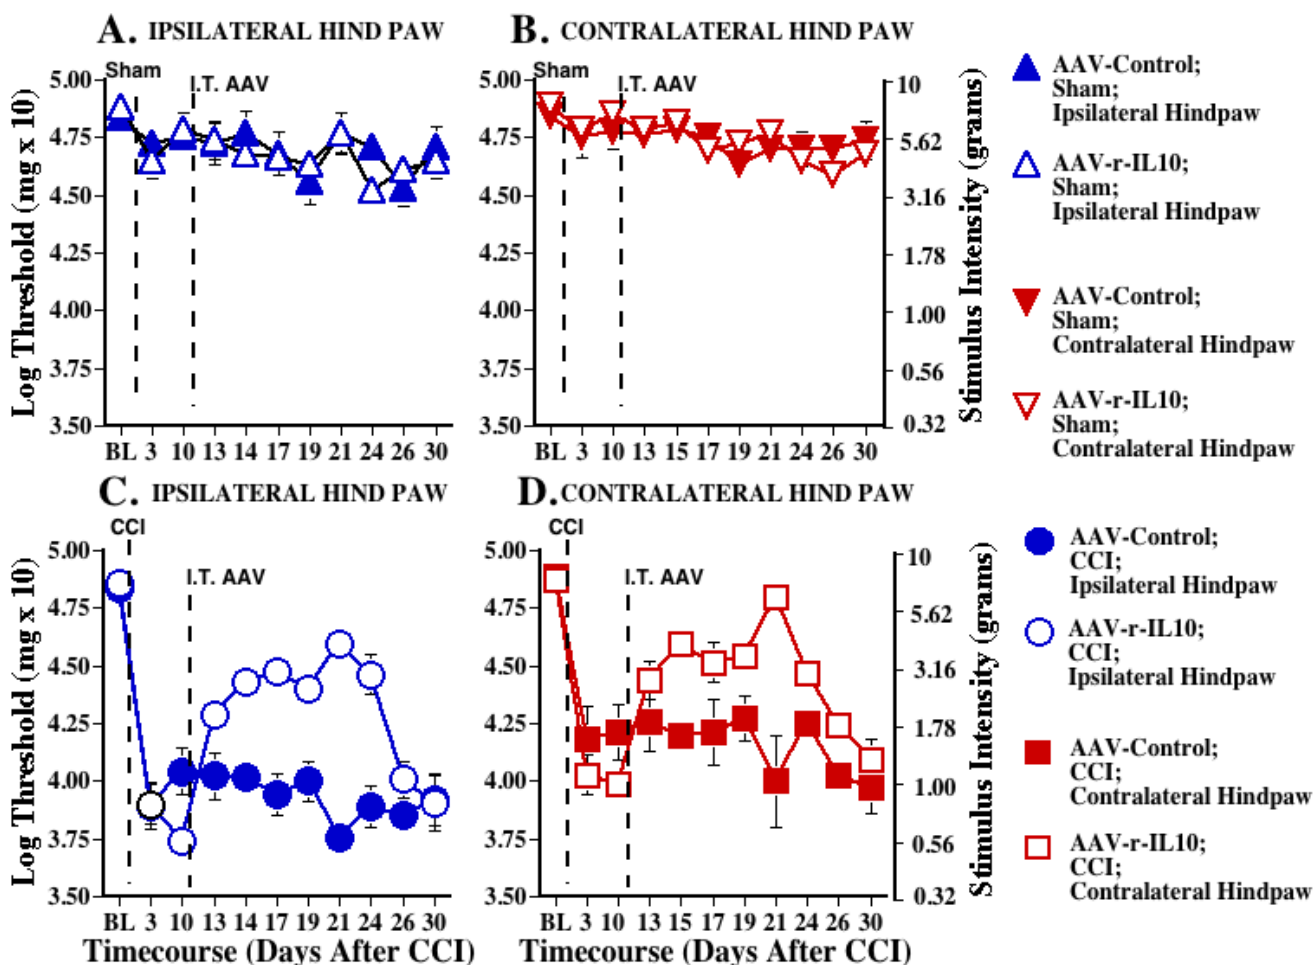 A. IPSILATERAL HIND PAW
B. CONTRALATERAL HIND PAW
Sham
I.T. AAV
Sham
I.T. AAV
Log Threshold (mg x 10)
5.00
4.75
4.50
4.25
4.00
3.75
3.50
BL 3 10 13 14 17 19 21 24 26 30
5.00
4.75
4.50
4.25
4.00
3.75
3.50
BL 3 10 13 15 17 19 21 24 26 30
10
5.62
3.16
1.78
1.00
0.56
0.32
Stimulus Intensity (grams)
AAV-Control;
Sham;
Ipsilateral Hindpaw
AAV-r-IL10;
Sham;
Ipsilateral Hindpaw
AAV-Control;
Sham;
Contralateral Hindpaw
AAV-r-IL10;
Sham;
Contralateral Hindpaw
C. IPSILATERAL HIND PAW
D. CONTRALATERAL HIND PAW
CCI
I.T. AAV
CCI
I.T. AAV
Log Threshold (mg x 10)
5.00
4.75
4.50
4.25
4.00
3.75
3.50
BL 3 10 13 14 17 19 21 24 26 30
Timecourse (Days After CCI)
5.00
4.75
4.50
4.25
4.00
3.75
3.50
BL 3 10 13 15 17 19 21 24 26 30
Timecourse (Days After CCI)
10
5.62
3.16
1.78
1.00
0.56
0.32
Stimulus Intensity (grams)
AAV-Control;
CCI;
Ipsilateral Hindpaw
AAV-r-IL10;
CCI;
Ipsilateral Hindpaw
AAV-Control;
CCI;
Contralateral Hindpaw
AAV-r-IL10;
CCI;
Contralateral Hindpaw